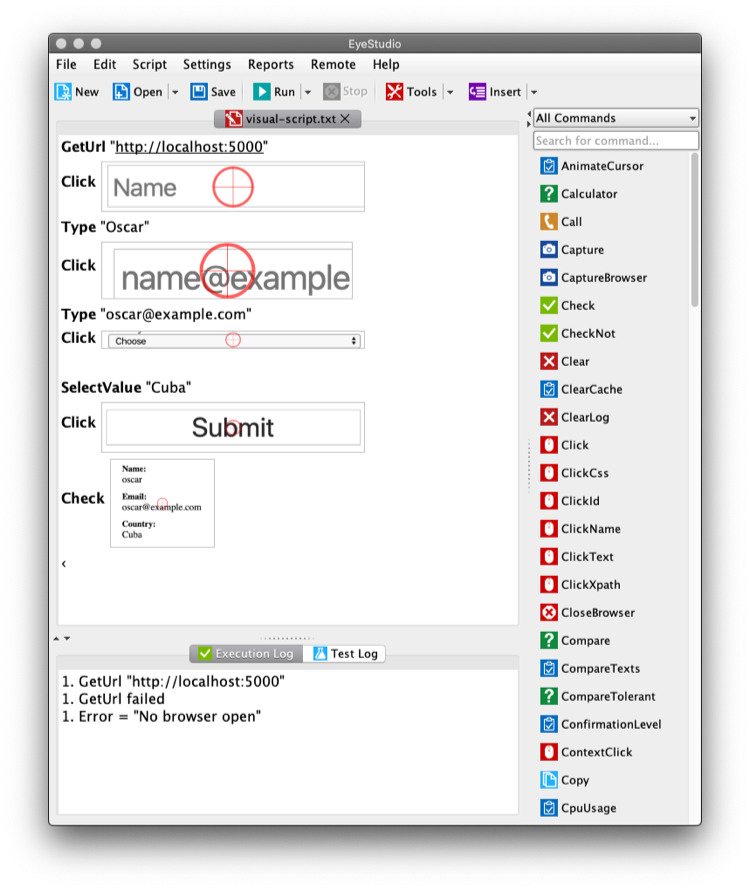 EyeStudio
File Edit Script Settings Reports Remote Help
New Open Save Run Stop Tools Insert
visual-script.txt
GetUrl "http://localhost:5000"
Click Name
Type "Oscar"
Click name@example
Type "oscar@example.com"
Click Choose
SelectValue "Cuba"
Click Submit
Check
Name:
oscar
Email:
oscar@example.com
Country:
Cuba
Execution Log Test Log
1. GetUrl "http://localhost:5000"
1. GetUrl failed
1. Error = "No browser open"
All Commands
Search for command...
AnimateCursor
Calculator
Call
Capture
CaptureBrowser
Check
CheckNot
Clear
ClearCache
ClearLog
Click
ClickCss
ClickId
ClickName
ClickText
ClickXpath
CloseBrowser
Compare
CompareTexts
CompareTolerant
ConfirmationLevel
ContextClick
Copy
CpuUsage